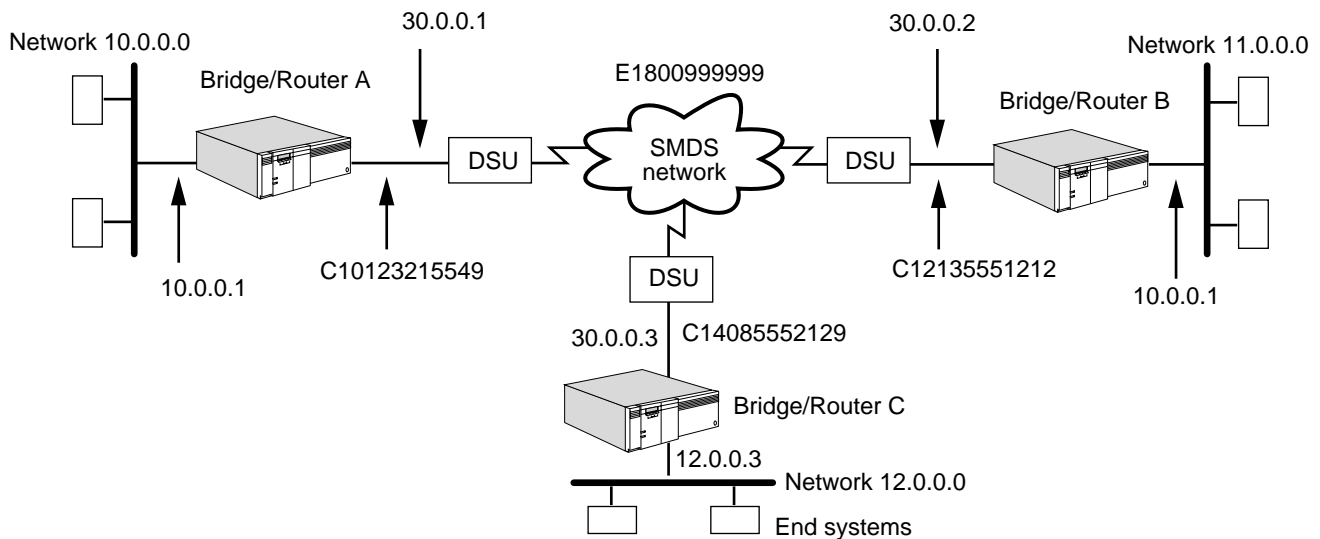 30.0.0.1
30.0.0.2
Network 10.0.0.0
Network 11.0.0.0
E1800999999
Bridge/Router A
Bridge/Router B
DSU
SMDS
network
DSU
C10123215549
DSU
C12135551212
10.0.0.1
10.0.0.1
30.0.0.3
C14085552129
Bridge/Router C
12.0.0.3
Network 12.0.0.0
End systems